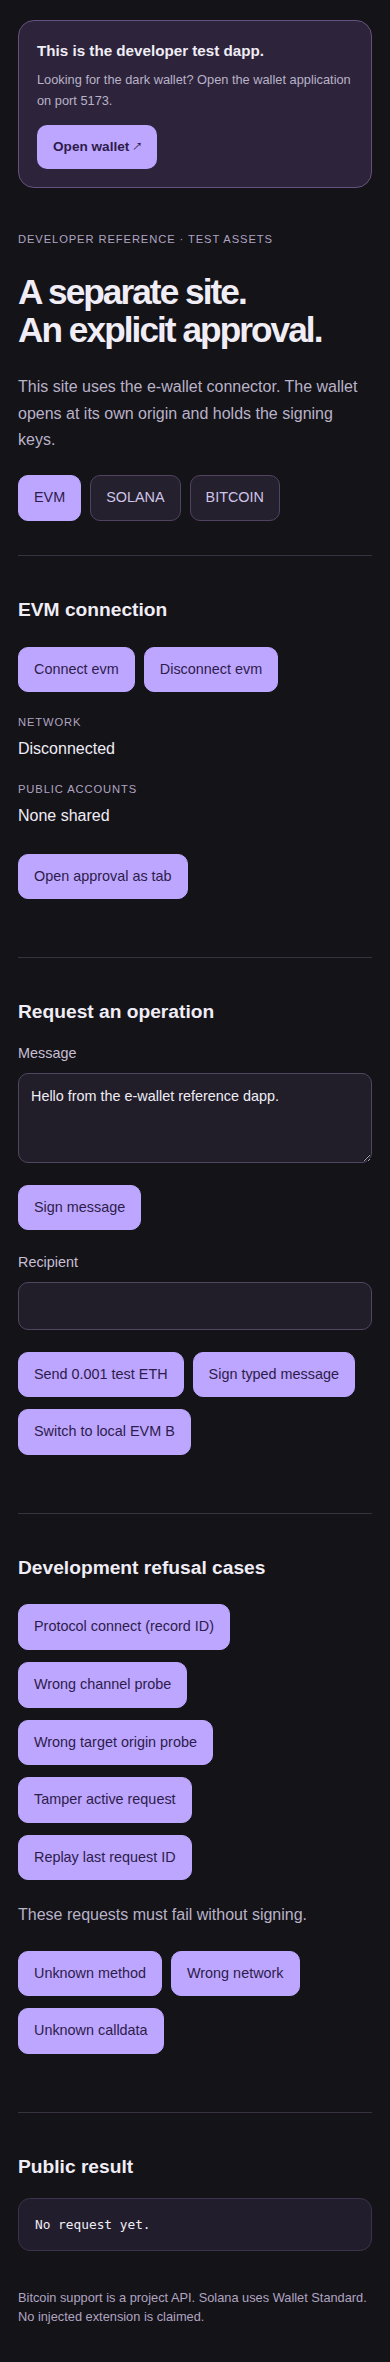 This is the developer test dapp.
Looking for the dark wallet? Open the wallet application
on port 5173.
Open wallet ↗
DEVELOPER REFERENCE · TEST ASSETS
A separate site.
An explicit approval.
This site uses the e-wallet connector. The wallet
opens at its own origin and holds the signing
keys.
EVM SOLANA BITCOIN
EVM connection
Connect evm Disconnect evm
NETWORK
Disconnected
PUBLIC ACCOUNTS
None shared
Open approval as tab
Request an operation
Message
Hello from the e-wallet reference dapp.
Sign message
Recipient
Send 0.001 test ETH Sign typed message
Switch to local EVM B
Development refusal cases
Protocol connect (record ID)
Wrong channel probe
Wrong target origin probe
Tamper active request
Replay last request ID
These requests must fail without signing.
Unknown method Wrong network
Unknown calldata
Public result
No request yet.
Bitcoin support is a project API. Solana uses Wallet Standard.
No injected extension is claimed.